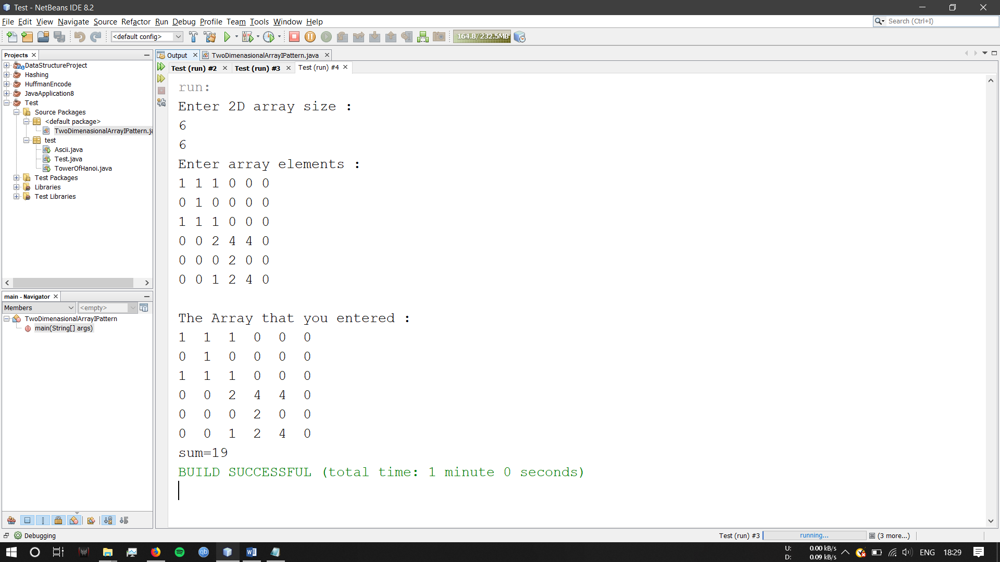 Test - NetBeans IDE 8.2
File Edit View Navigate Source Refactor Run Debug Profile Team Tools Window Help
Search (Ctrl+I)
<default config>
164.8/232.5MB
Projects
DataStructureProject
Hashing
HuffmanEncode
JavaApplication8
Test
Source Packages
<default package>
TwoDimenasionalArrayIPattern.ja
test
Ascii.java
Test.java
TowerOfHanoi.java
Test Packages
Libraries
Test Libraries
main - Navigator
Members
<empty>
TwoDimenasionalArrayIPattern
main(String[] args)
Output TwoDimenasionalArrayIPattern.java
Test (run) #2 Test (run) #3 Test (run) #4
run:
Enter 2D array size :
6
6
Enter array elements :
1 1 1 0 0 0
0 1 0 0 0 0
1 1 1 0 0 0
0 0 2 4 4 0
0 0 0 2 0 0
0 0 1 2 4 0
The Array that you entered :
1 1 1 0 0 0
0 1 0 0 0 0
1 1 1 0 0 0
0 0 2 4 4 0
0 0 0 2 0 0
0 0 1 2 4 0
sum=19
BUILD SUCCESSFUL (total time: 1 minute 0 seconds)
Debugging
Test (run) #3 running... (3 more...)
U: 0.00 kB/s
D: 0.09 kB/s
ENG 18:29